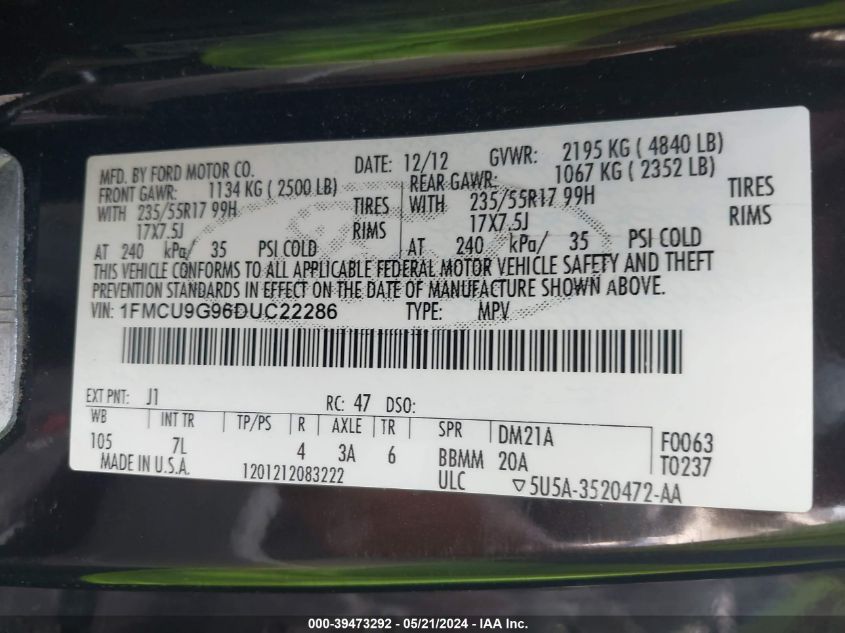 MFD. BY FORD MOTOR CO. DATE: 12/12 GVWR: 2195 KG ( 4840 LB)
FRONT GAWR: 1134 KG ( 2500 LB) REAR GAWR: 1067 KG ( 2352 LB)
WITH 235/55R17 99H TIRES WITH 235/55R17 99H TIRES
17X7.5J RIMS 17X7.5J RIMS
AT 240 kPa/ 35 PSI COLD AT 240 kPa/ 35 PSI COLD
THIS VEHICLE CONFORMS TO ALL APPLICABLE FEDERAL MOTOR VEHICLE SAFETY AND THEFT
PREVENTION STANDARDS IN EFFECT ON THE DATE OF MANUFACTURE SHOWN ABOVE.
VIN: 1FMCU9G96DUC22286 TYPE: MPV
EXT PNT: J1 RC: 47 DSO:
WB INT TR TP/PS R AXLE TR SPR DM21A F0063
105 7L 4 3A 6 BBMM 20A T0237
MADE IN U.S.A. 1201212083222 ULC ▽5U5A-3520472-AA
000-39473292 - 05/21/2024 - IAA Inc.